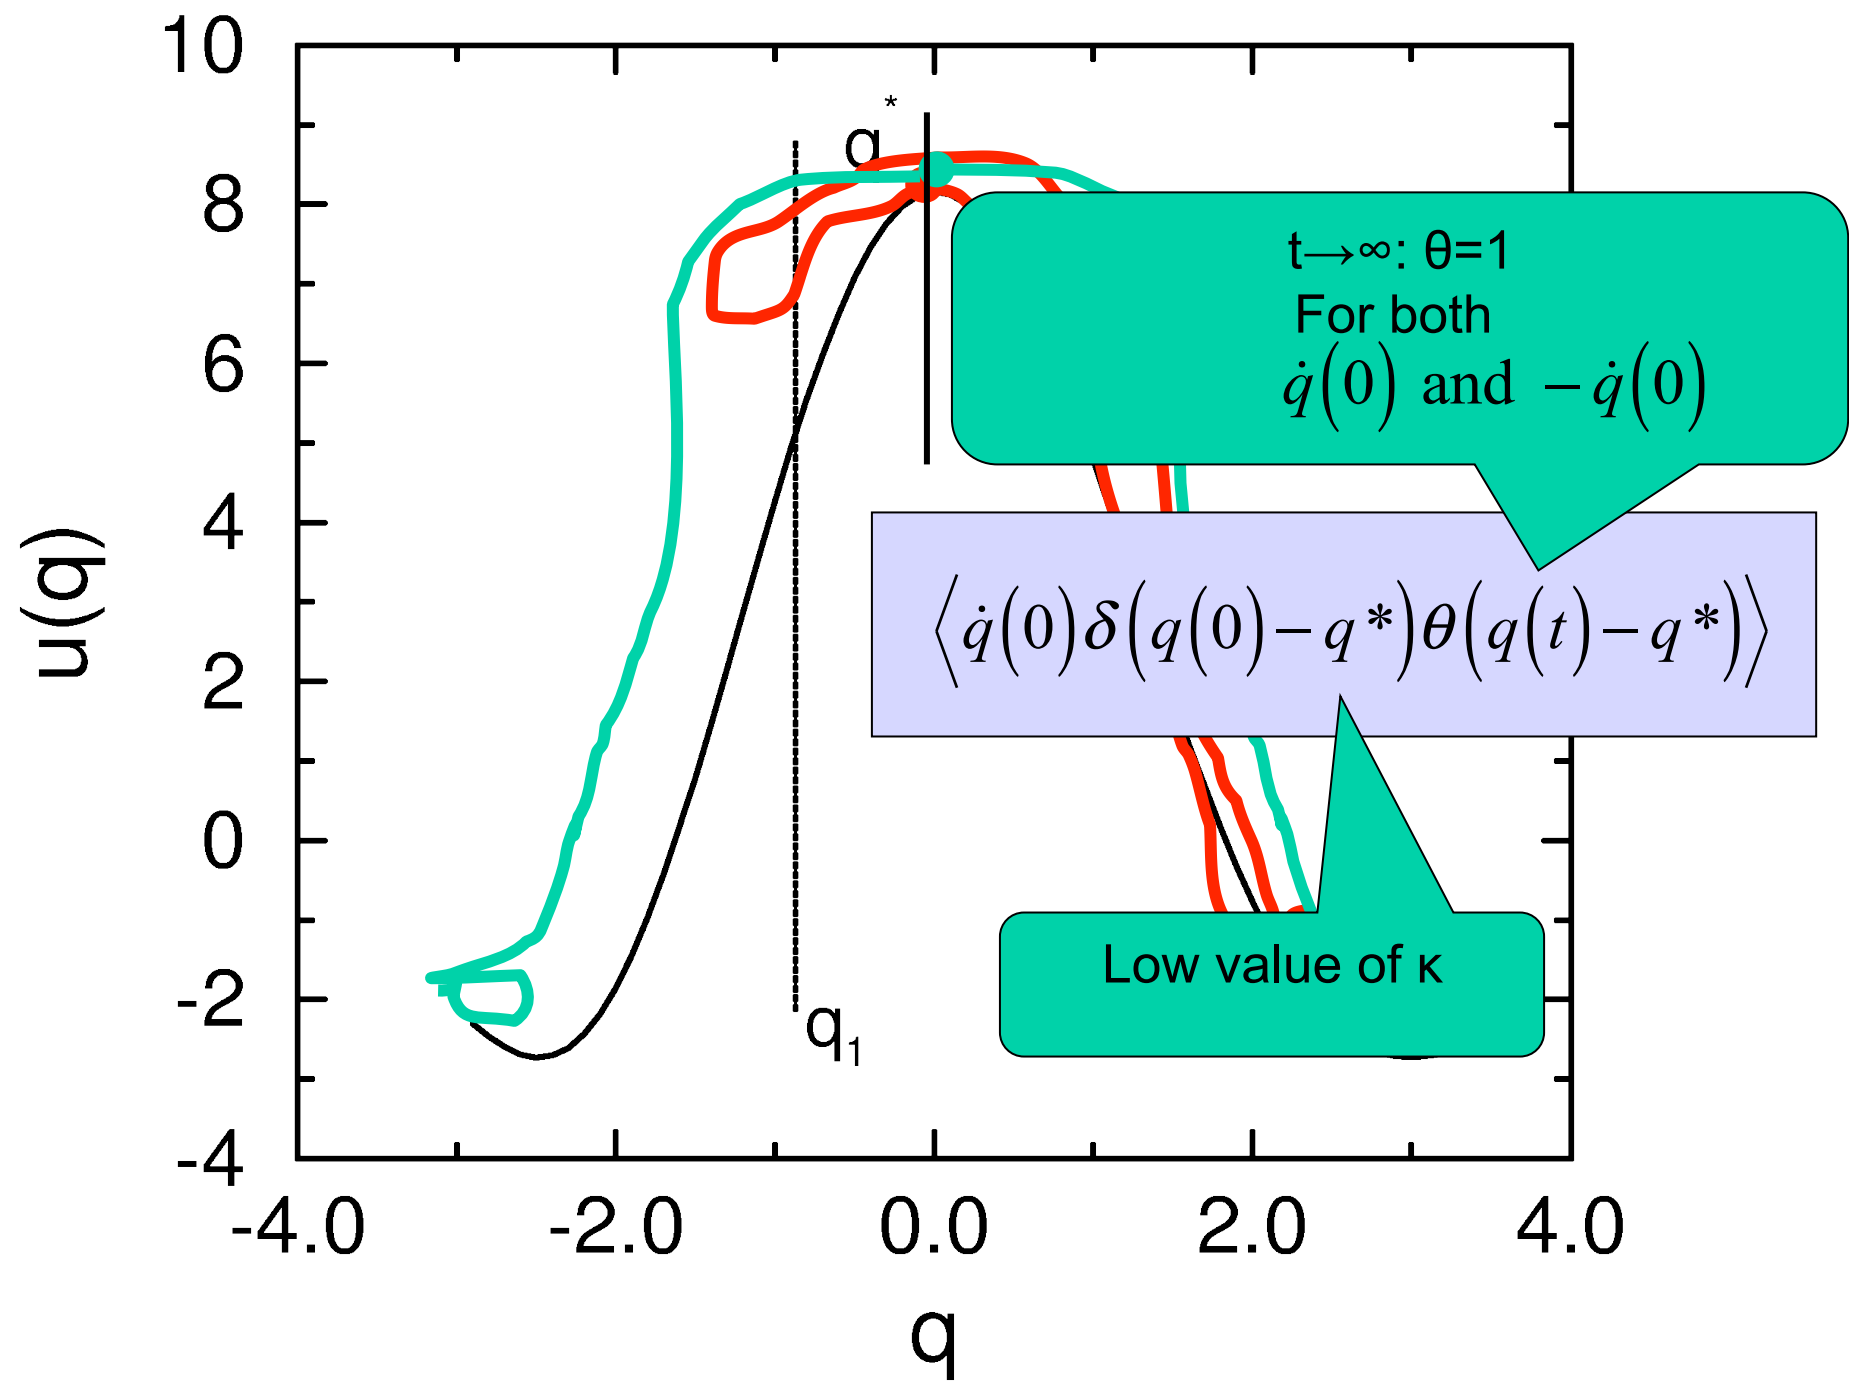 10
8
6
4
2
0
-2
-4
-4.0 -2.0 0.0 2.0 4.0
u(q)
q
q*
q₁
t→∞: θ=1
For both
q̇(0) and −q̇(0)
⟨q̇(0)δ(q(0)−q*)θ(q(t)−q*)⟩
Low value of κ